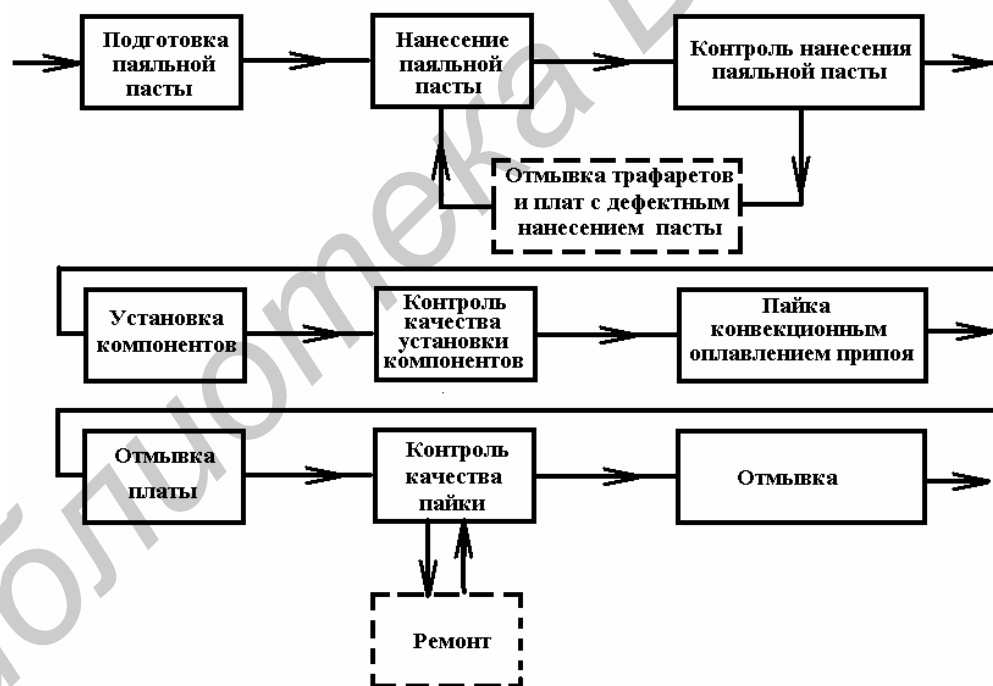 Подготовка
паяльной
пасты
Нанесение
паяльной
пасты
Контроль нанесения
паяльной пасты
Отмывка трафаретов
и плат с дефектным
нанесением пасты
Установка
компонентов
Контроль
качества
установки
компонентов
Пайка
конвекционным
оплавлением припоя
Отмывка
платы
Контроль
качества
пайки
Отмывка
Ремонт